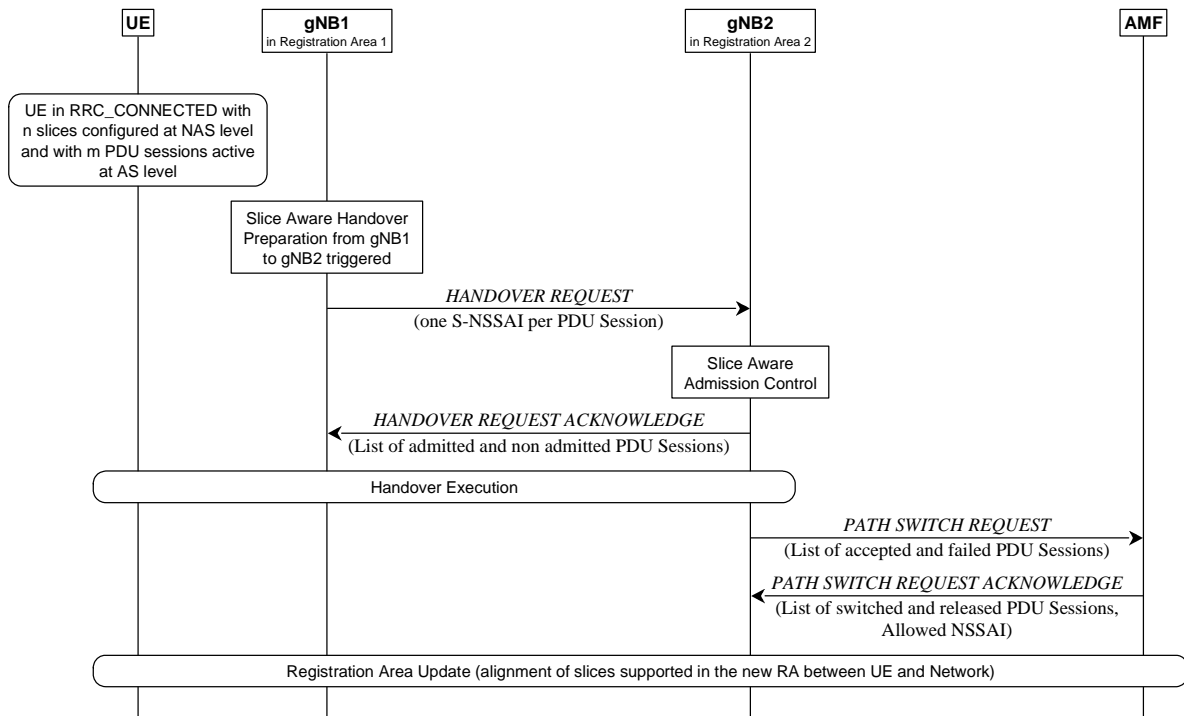 UE
gNB1
in Registration Area 1
gNB2
in Registration Area 2
AMF
UE in RRC_CONNECTED with
n slices configured at NAS level
and with m PDU sessions active
at AS level
Slice Aware Handover
Preparation from gNB1
to gNB2 triggered
HANDOVER REQUEST
(one S-NSSAI per PDU Session)
Slice Aware
Admission Control
HANDOVER REQUEST ACKNOWLEDGE
(List of admitted and non admitted PDU Sessions)
Handover Execution
PATH SWITCH REQUEST
(List of accepted and failed PDU Sessions)
PATH SWITCH REQUEST ACKNOWLEDGE
(List of switched and released PDU Sessions,
Allowed NSSAI)
Registration Area Update (alignment of slices supported in the new RA between UE and Network)